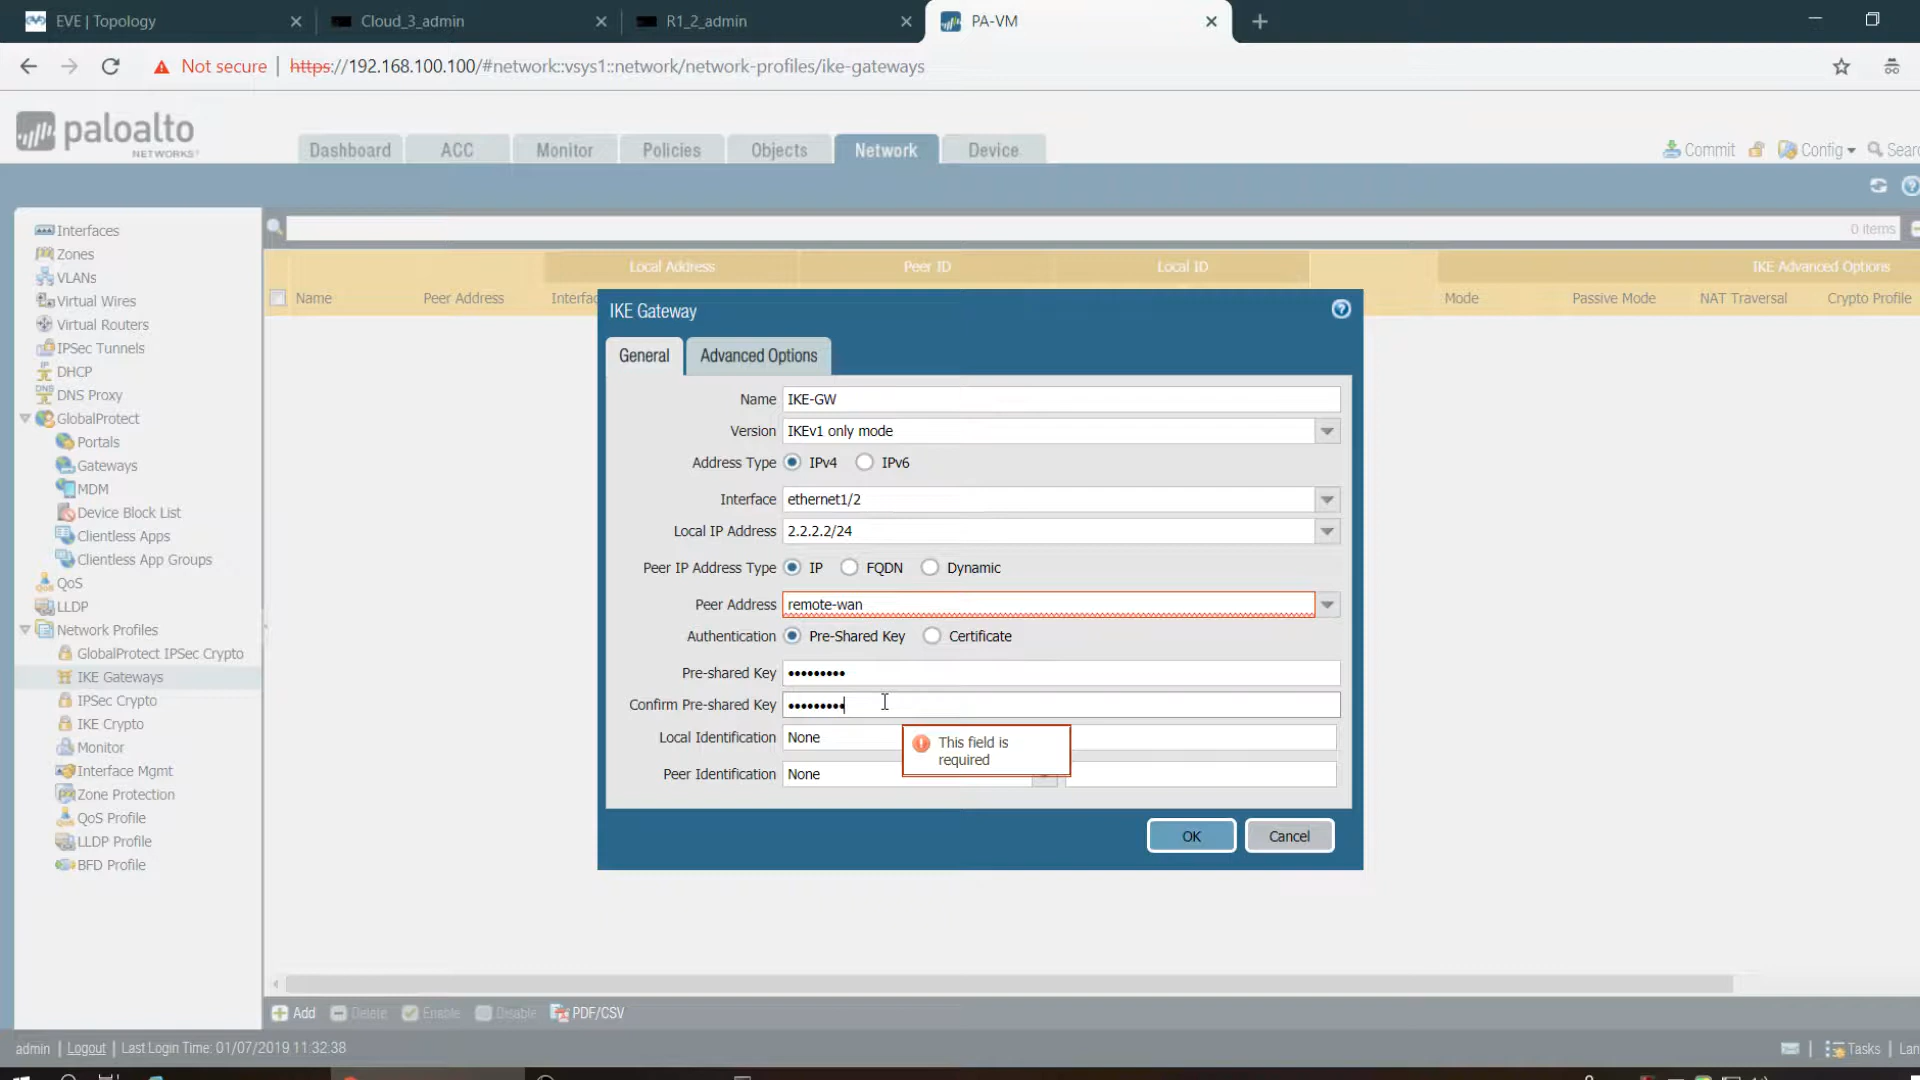 EVE | Topology
Cloud_3_admin
R1_2_admin
PA-VM
Not secure | https://192.168.100.100/#network::vsys1::network/network-profiles/ike-gateways
paloalto
NETWORKS
Dashboard
ACC
Monitor
Policies
Objects
Network
Device
Commit
Config
Sear
Interfaces
Zones
VLANs
Virtual Wires
Virtual Routers
IPSec Tunnels
DHCP
DNS Proxy
GlobalProtect
Portals
Gateways
MDM
Device Block List
Clientless Apps
Clientless App Groups
QoS
LLDP
Network Profiles
GlobalProtect IPSec Crypto
IKE Gateways
IPSec Crypto
IKE Crypto
Monitor
Interface Mgmt
Zone Protection
QoS Profile
LLDP Profile
BFD Profile
0 items
Local Address
Peer ID
Local ID
IKE Advanced Options
Name
Peer Address
Interfac
Mode
Passive Mode
NAT Traversal
Crypto Profile
IKE Gateway
General
Advanced Options
Name IKE-GW
Version IKEv1 only mode
Address Type IPv4 IPv6
Interface ethernet1/2
Local IP Address 2.2.2.2/24
Peer IP Address Type IP FQDN Dynamic
Peer Address remote-wan
Authentication Pre-Shared Key Certificate
Pre-shared Key •••••••••
Confirm Pre-shared Key •••••••••
Local Identification None
This field is
required
Peer Identification None
OK
Cancel
Add
Delete
Enable
Disable
PDF/CSV
admin | Logout | Last Login Time: 01/07/2019 11:32:38
Tasks | Lan